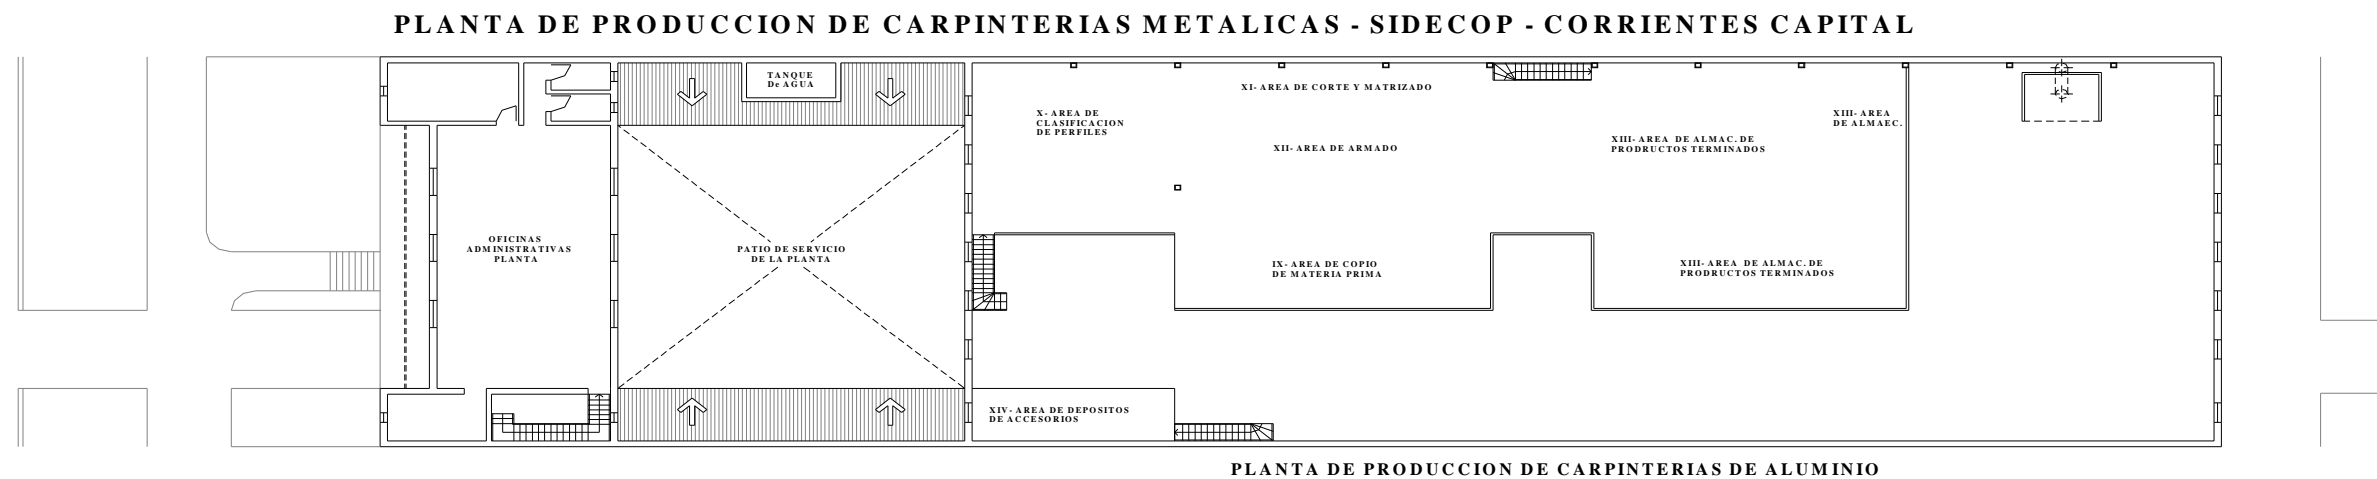 PLANTA DE PRODUCCION DE CARPINTERIAS METALICAS - SIDECOP - CORRIENTES CAPITAL
TANQUE
De AGUA
XI- AREA DE CORTE Y MATRIZADO
X- AREA DE
CLASIFICACION
DE PERFILES
XIII- AREA
DE ALMAEC.
XII- AREA DE ARMADO
XIII- AREA DE ALMAC. DE
PRODRUCTOS TERMINADOS
OFICINAS
ADMINISTRATIVAS
PLANTA
PATIO DE SERVICIO
DE LA PLANTA
IX- AREA DE COPIO
DE MATERIA PRIMA
XIII- AREA DE ALMAC. DE
PRODRUCTOS TERMINADOS
XIV- AREA DE DEPOSITOS
DE ACCESORIOS
PLANTA DE PRODUCCION DE CARPINTERIAS DE ALUMINIO